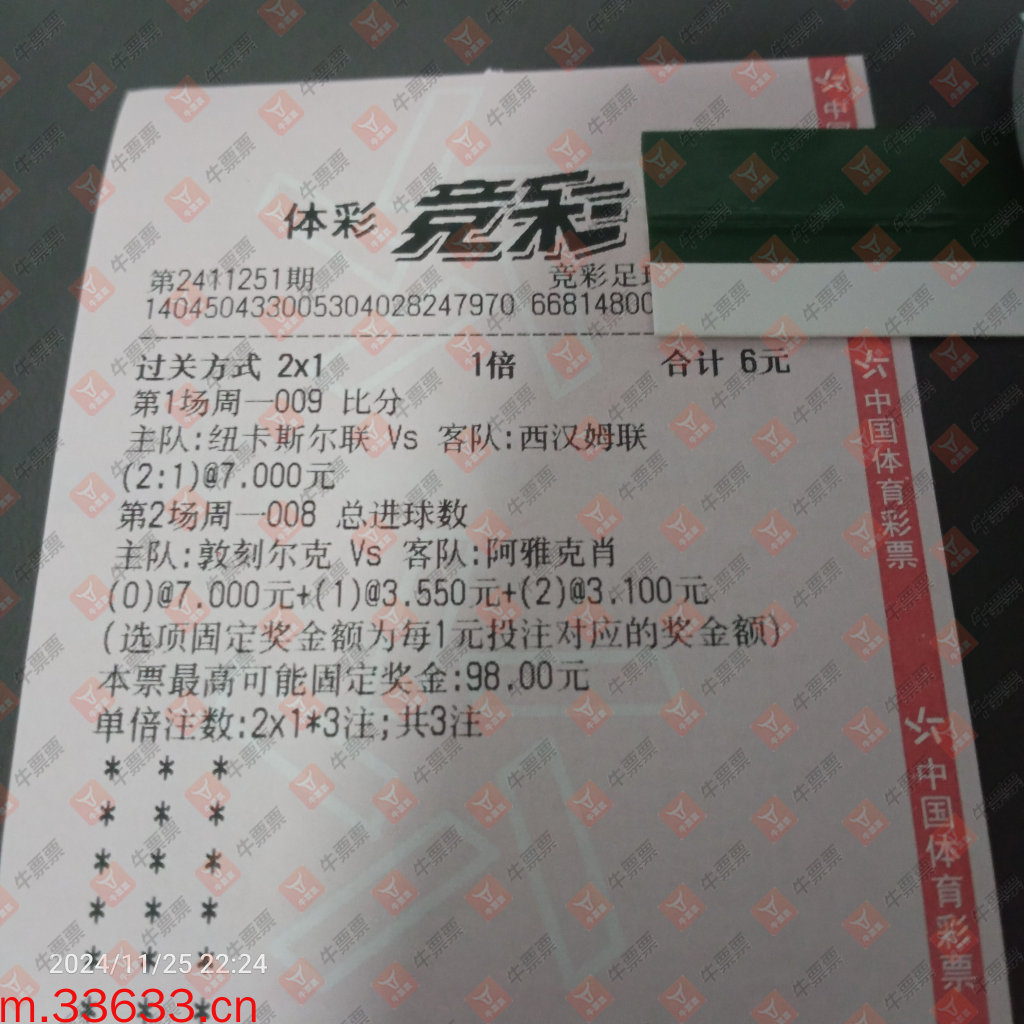 体彩 竞彩
第2411251期 竞彩足球
140450433005304028247970 66814800
过关方式 2x1 1倍 合计 6元
第1场周一009 比分
主队:纽卡斯尔联 Vs 客队:西汉姆联
(2:1)@7.000元
第2场周一008 总进球数
主队:敦刻尔克 Vs 客队:阿雅克肖
(0)@7.000元+(1)@3.550元+(2)@3.100元
(选项固定奖金额为每1元投注对应的奖金额)
本票最高可能固定奖金:98.00元
单倍注数:2x1*3注;共3注
* * *
* * *
* * *
* * *
* * *
* * *
2024/11/25 22:24
m.33633.cn
中国体育彩票
中国体育彩票
牛票票